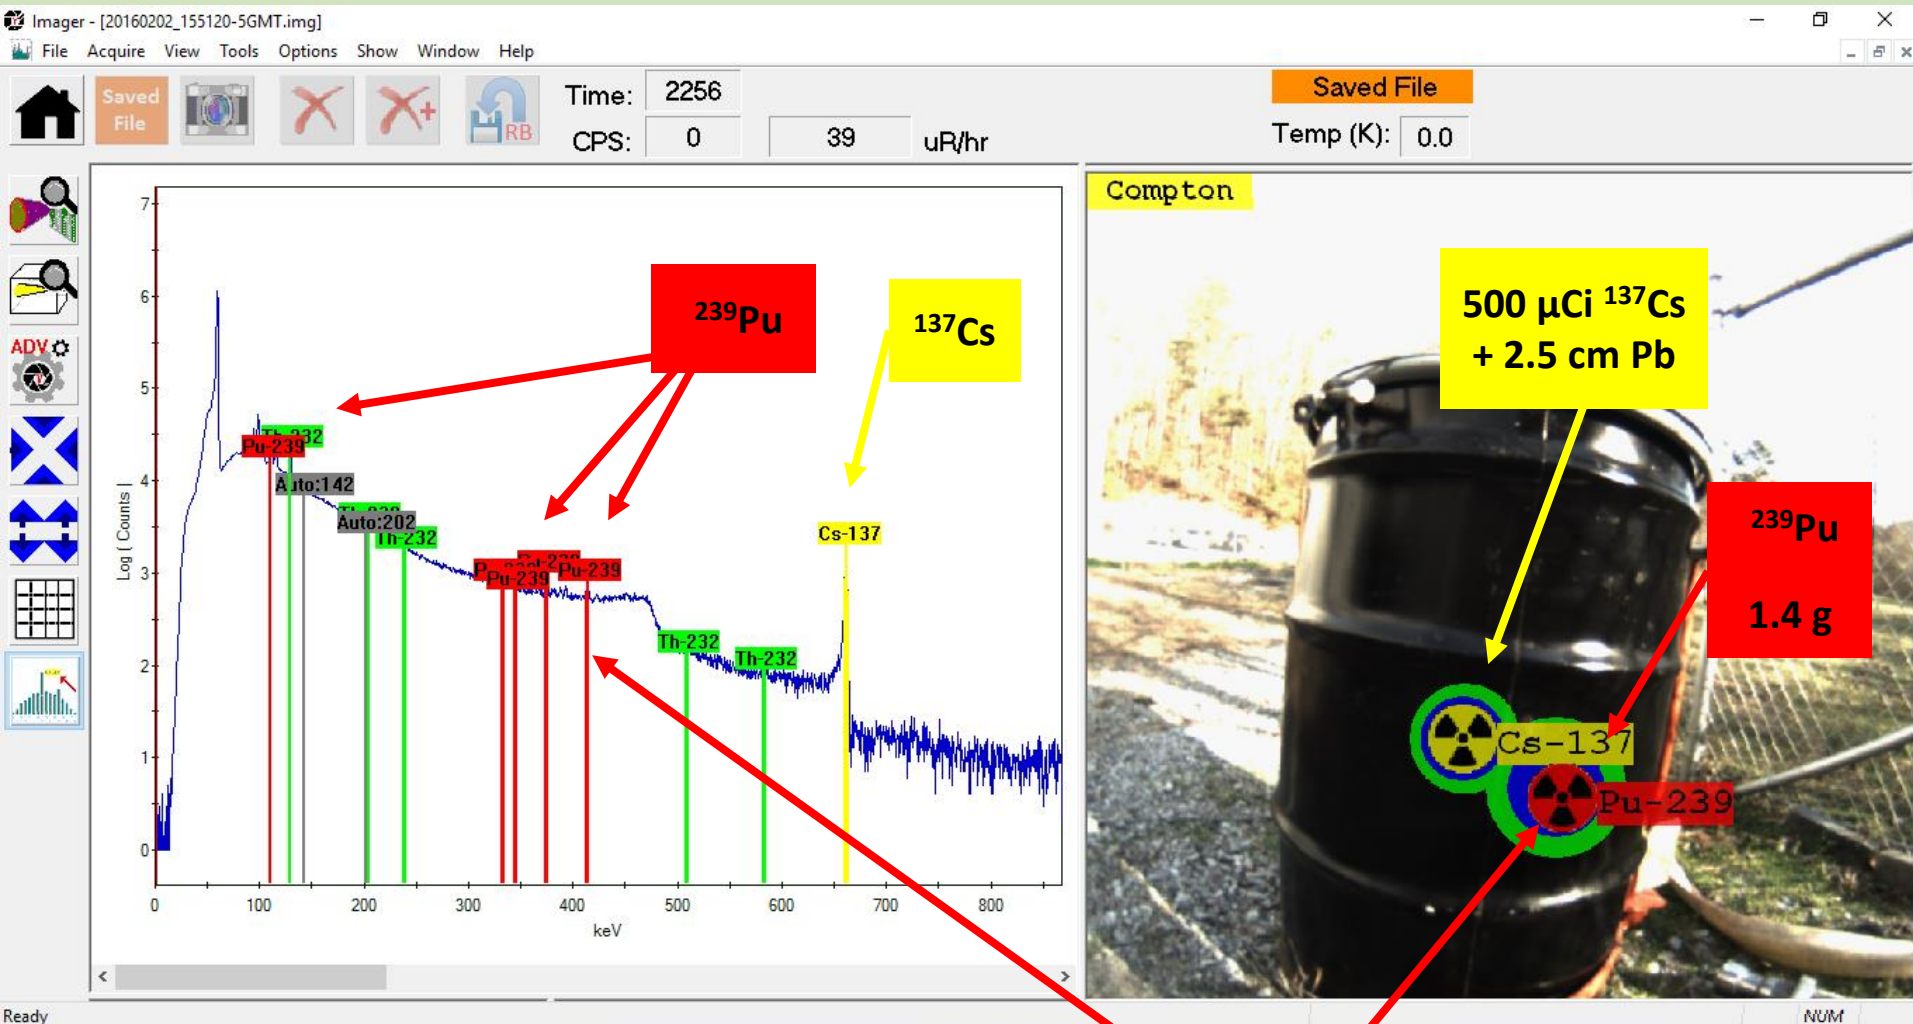 Imager - [20160202_155120-5GMT.img]
File Acquire View Tools Options Show Window Help
Saved
File
RB
Time: 2256
CPS: 0 39 uR/hr
Saved File
Temp (K): 0.0
ADV
Compton
7
6
5
4
3
2
1
0
Log ( Counts )
0 100 200 300 400 500 600 700 800
keV
²³⁹Pu
¹³⁷Cs
Th-232
Pu-239
Auto:142
Auto:202
Th-232
Pu-239
Pu-239
Cs-137
Th-232
Th-232
500 μCi ¹³⁷Cs
+ 2.5 cm Pb
²³⁹Pu
1.4 g
Cs-137
Pu-239
Ready
NUM